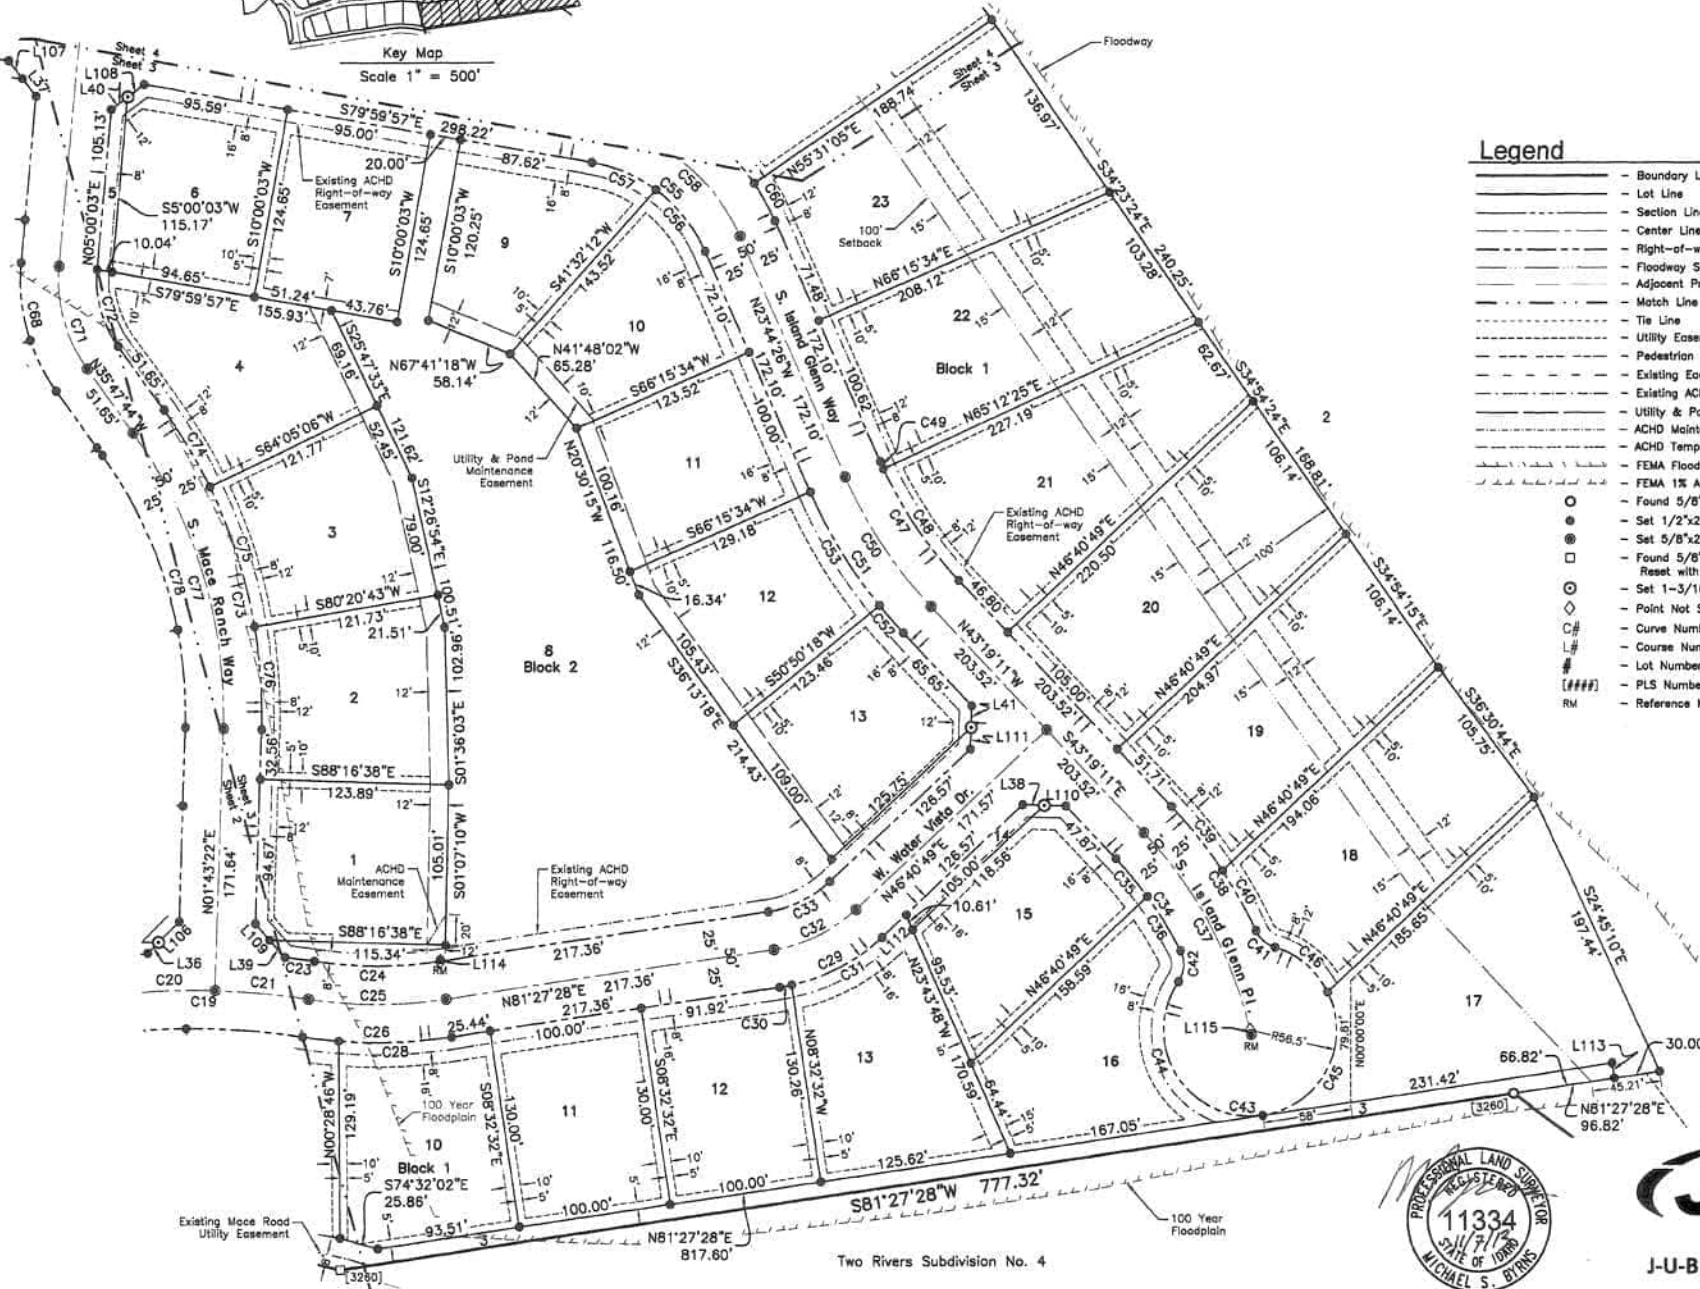 Key Map
Scale 1" = 500'
Sheet 4
Sheet 3
L107
L37
L108
L40
95.59'
S79°59'57"E
298.22'
95.00'
20.00'
87.62'
C57
C55
C58
C56
105.13'
N05°00'03"E
5
6
S5°00'03"W
115.17'
10.04'
S10°00'03"W
124.65'
Existing ACHD
Right-of-way
Easement
7
S10°00'03"W
124.65'
S10°00'03"W
120.25'
9
S41°32'12"W
143.52'
94.65'
S79°59'57"E
51.24'
155.93'
43.76'
N67°41'18"W
58.14'
N41°48'02"W
65.28'
10
S66°15'34"W
123.52'
72.10'
N23°44'26"W
172.10'
100.00'
S. Island Glenn Way
172.10'
C60
N55°31'05"E
188.74'
Sheet 4
Sheet 3
Floodway
136.97'
S34°23'24"E
240.25'
103.28'
23
100'
Setback
71.48'
172.10'
100.62'
N66°15'34"E
208.12'
22
Block 1
N65°12'25"E
227.19'
C49
62.67'
S34°54'24"E
168.81'
106.14'
2
21
C47
C48
Existing ACHD
Right-of-way
Easement
46.80'
N46°40'49"E
220.50'
20
S34°54'15"E
106.14'
N46°40'49"E
204.97'
19
S36°30'44"E
105.75'
N46°40'49"E
194.06'
18
N46°40'49"E
185.65'
S24°45'10"E
197.44'
17
Legend
- Boundary L
- Lot Line
- Section Lin
- Center Line
- Right-of-w
- Floodway S
- Adjacent Pr
- Match Line
- Tie Line
- Utility Ease
- Pedestrian
- Existing Ea
- Existing AC
- Utility & Po
- ACHD Maint
- ACHD Temp
- FEMA Flood
- FEMA 1% A
- Found 5/8"
- Set 1/2"x2
- Set 5/8"x2
- Found 5/8"
Reset with
- Set 1-3/1
- Point Not S
C# - Curve Num
L# - Course Num
# - Lot Number
[####] - PLS Numbe
RM - Reference
C68
C71
C72
51.65'
N35°47'44"W
51.65'
C74
4
S25°47'33"E
69.16'
121.62'
52.45'
S64°05'06"W
121.77'
3
C75
C73
S12°26'54"E
79.00'
100.51'
S80°20'43"W
121.73'
21.51'
S. Mace Ranch Way
C77
C78
C76
2
S01°36'03"E
102.96'
32.56'
S88°16'38"E
123.89'
Sheet 3
Sheet 2
1
94.67'
S01°07'10"W
105.01'
ACHD
Maintenance
Easement
N01°43'22"E
171.64'
S88°16'38"E
115.34'
L106
L36
L109
L39
C23
C24
L114
RM
C20
C19
C21
C25
Utility & Pond
Maintenance
Easement
N20°30'15"W
100.16'
116.50'
11
S66°15'34"W
129.18'
16.34'
12
8
Block 2
105.43'
S36°13'18"E
214.43'
109.00'
S50°50'18"W
123.46'
C53
C50
C51
C52
65.65'
13
125.75'
L41
L111
N43°19'11"W
203.52'
105.00'
203.52'
S43°19'11"E
203.52'
51.71'
C39
C38
C40
C41
C46
L38
L110
126.57'
171.57'
W. Water Vista Dr.
N46°40'49"E
126.57'
105.00'
118.56'
14
47.87'
C35
C34
C36
C37
C42
S. Island Glenn Pl.
15
10.61'
L112
N46°40'49"E
158.59'
95.53'
N23°43'48"W
170.59'
64.44'
Existing ACHD
Right-of-way
Easement
217.36'
C33
C32
N81°27'28"E 217.36'
C29
C31
C30
217.36'
91.92'
C26
25.44'
C28
100.00'
N00°28'46"W
129.19'
100 Year
Floodplain
10
Block 1
S74°32'02"E
25.86'
S08°32'32"E
130.00'
11
S08°32'32"E
130.00'
12
N08°32'32"W
130.26'
13
16
C44
L115
RM
R56.5'
79.61'
N00°00'00"E
C45
C43
58'
3
231.42'
66.82'
L113
30.00
45.21'
[3260]
N81°27'28"E
96.82'
167.05'
125.62'
100.00'
100.00'
93.51'
3
S81°27'28"W 777.32'
N81°27'28"E
817.60'
Existing Mace Road
Utility Easement
[3260]
Two Rivers Subdivision No. 4
100 Year
Floodplain
PROFESSIONAL LAND SURVEYOR
REGISTERED
11334
STATE OF IDAHO
MICHAEL S. BYRNS
J-U-B